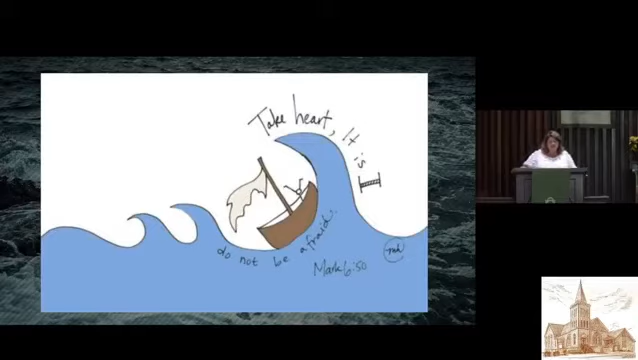 Take heart, It is I
do not be afraid.
Mark 6:50